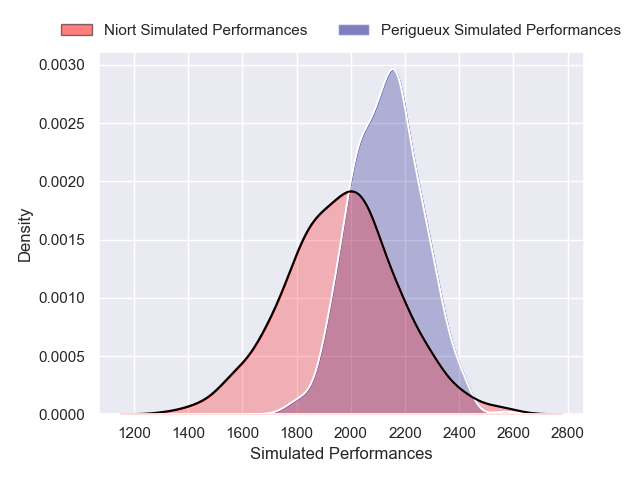 Niort Simulated Performances Perigueux Simulated Performances
0.0030
0.0025
0.0020
0.0015
0.0010
0.0005
0.0000
Density
1200 1400 1600 1800 2000 2200 2400 2600 2800
Simulated Performances